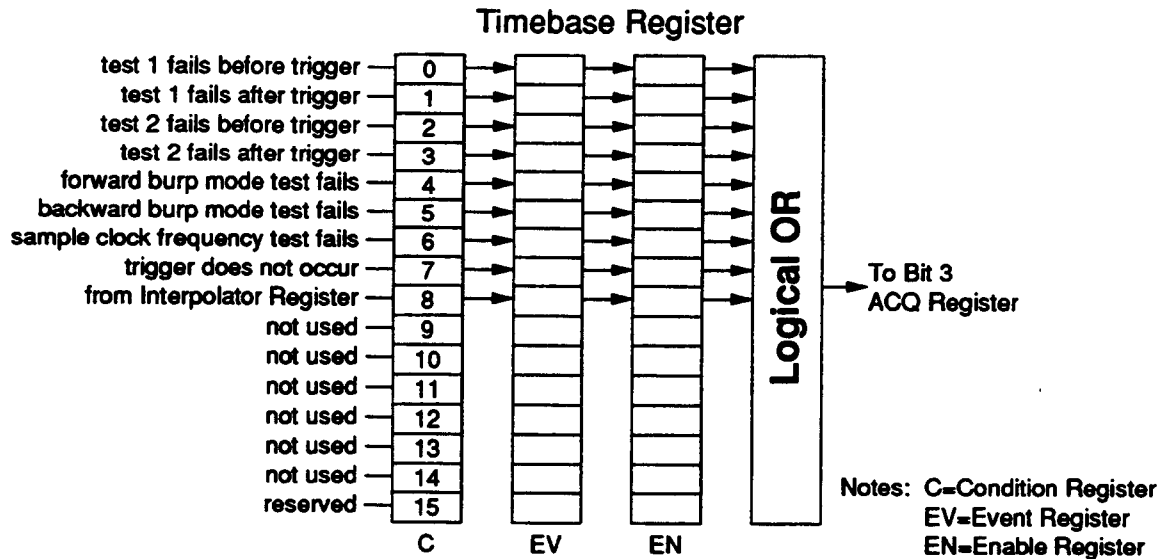 Timebase Register
test 1 fails before trigger 0
test 1 fails after trigger 1
test 2 fails before trigger 2
test 2 fails after trigger 3
forward burp mode test fails 4
backward burp mode test fails 5
sample clock frequency test fails 6
trigger does not occur 7
from Interpolator Register 8
not used 9
not used 10
not used 11
not used 12
not used 13
not used 14
reserved 15
C EV EN
Logical OR
To Bit 3
ACQ Register
Notes: C=Condition Register
EV=Event Register
EN=Enable Register